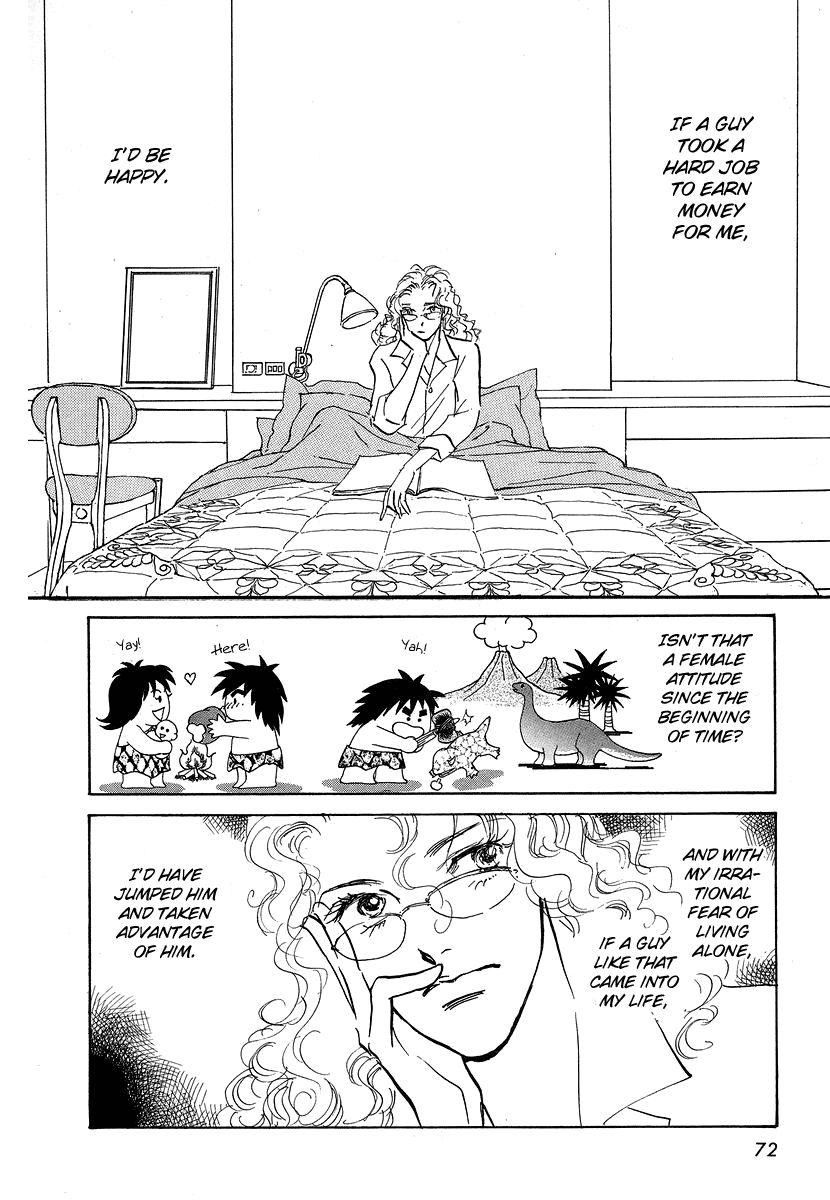 IF A GUY
TOOK A
HARD JOB
TO EARN
MONEY
FOR ME,
I'D BE
HAPPY.
ISN'T THAT
A FEMALE
ATTITUDE
SINCE THE
BEGINNING
OF TIME?
Yah!
Here!
Yay!
AND WITH
MY IRRA-
TIONAL
FEAR OF
LIVING
ALONE,
IF A GUY
LIKE THAT
CAME INTO
MY LIFE,
I'D HAVE
JUMPED HIM
AND TAKEN
ADVANTAGE
OF HIM.
72